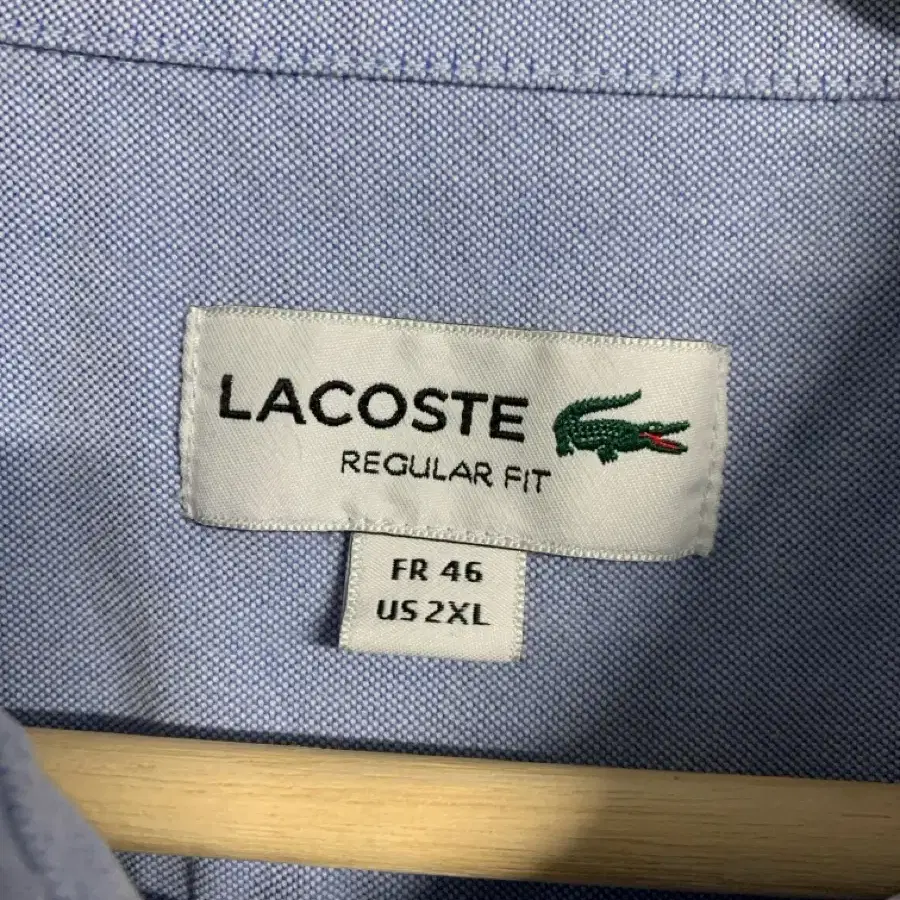 LACOSTE
REGULAR FIT
FR 46
US 2XL